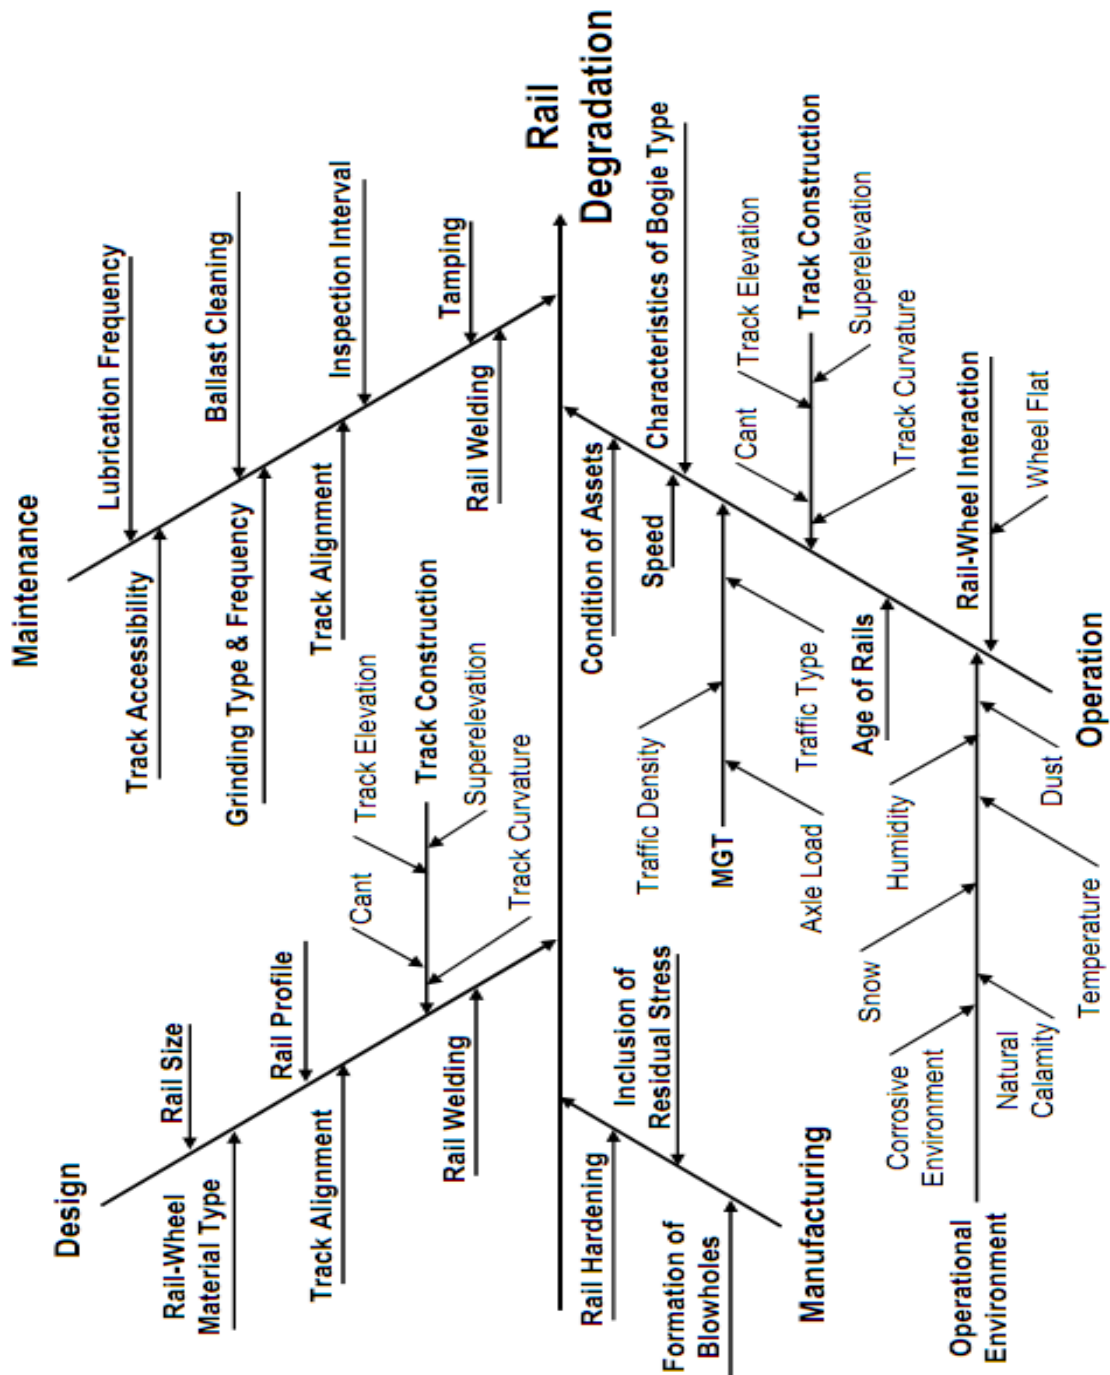 Design
Rail Size
Rail-Wheel
Material Type
Rail Profile
Track Alignment
Cant
Track Elevation
Track Construction
Superelevation
Track Curvature
Rail Welding
Maintenance
Lubrication Frequency
Track Accessibility
Ballast Cleaning
Grinding Type & Frequency
Inspection Interval
Track Alignment
Tamping
Rail Welding
Rail
Degradation
Manufacturing
Rail Hardening
Inclusion of
Residual Stress
Formation of
Blowholes
Operation
Condition of Assets
Characteristics of Bogie Type
Speed
Traffic Density
MGT
Axle Load
Traffic Type
Cant
Track Elevation
Track Construction
Superelevation
Track Curvature
Age of Rails
Rail-Wheel Interaction
Wheel Flat
Corrosive
Environment
Snow
Humidity
Operational
Environment
Natural
Calamity
Temperature
Dust